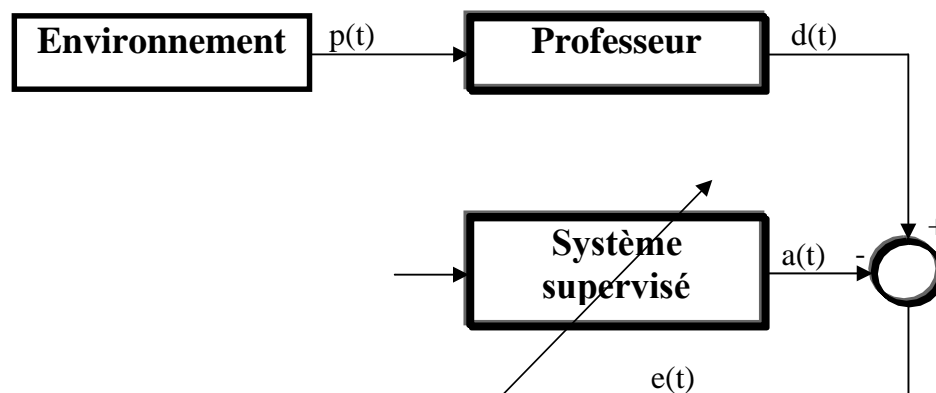 Environnement
p(t)
Professeur
d(t)
Système
supervisé
a(t)
-
+
e(t)